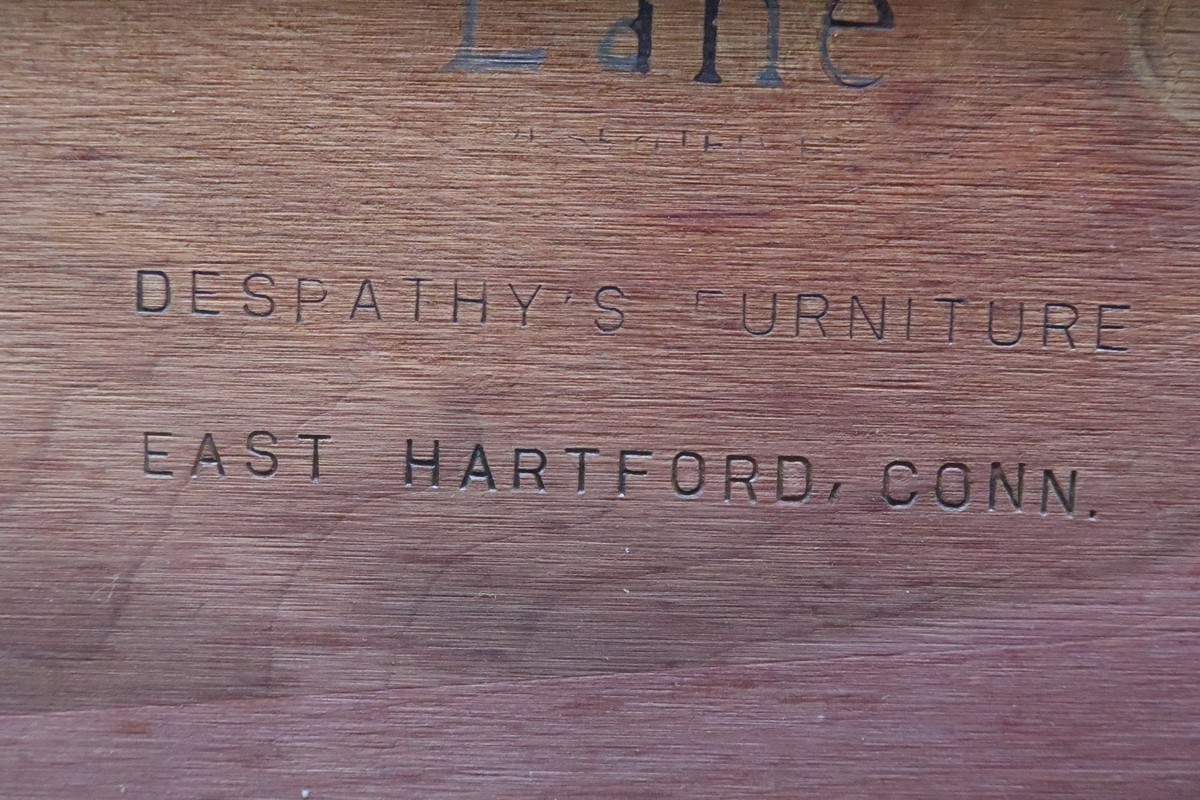 Lane
DESPATHY'S FURNITURE
EAST HARTFORD, CONN.